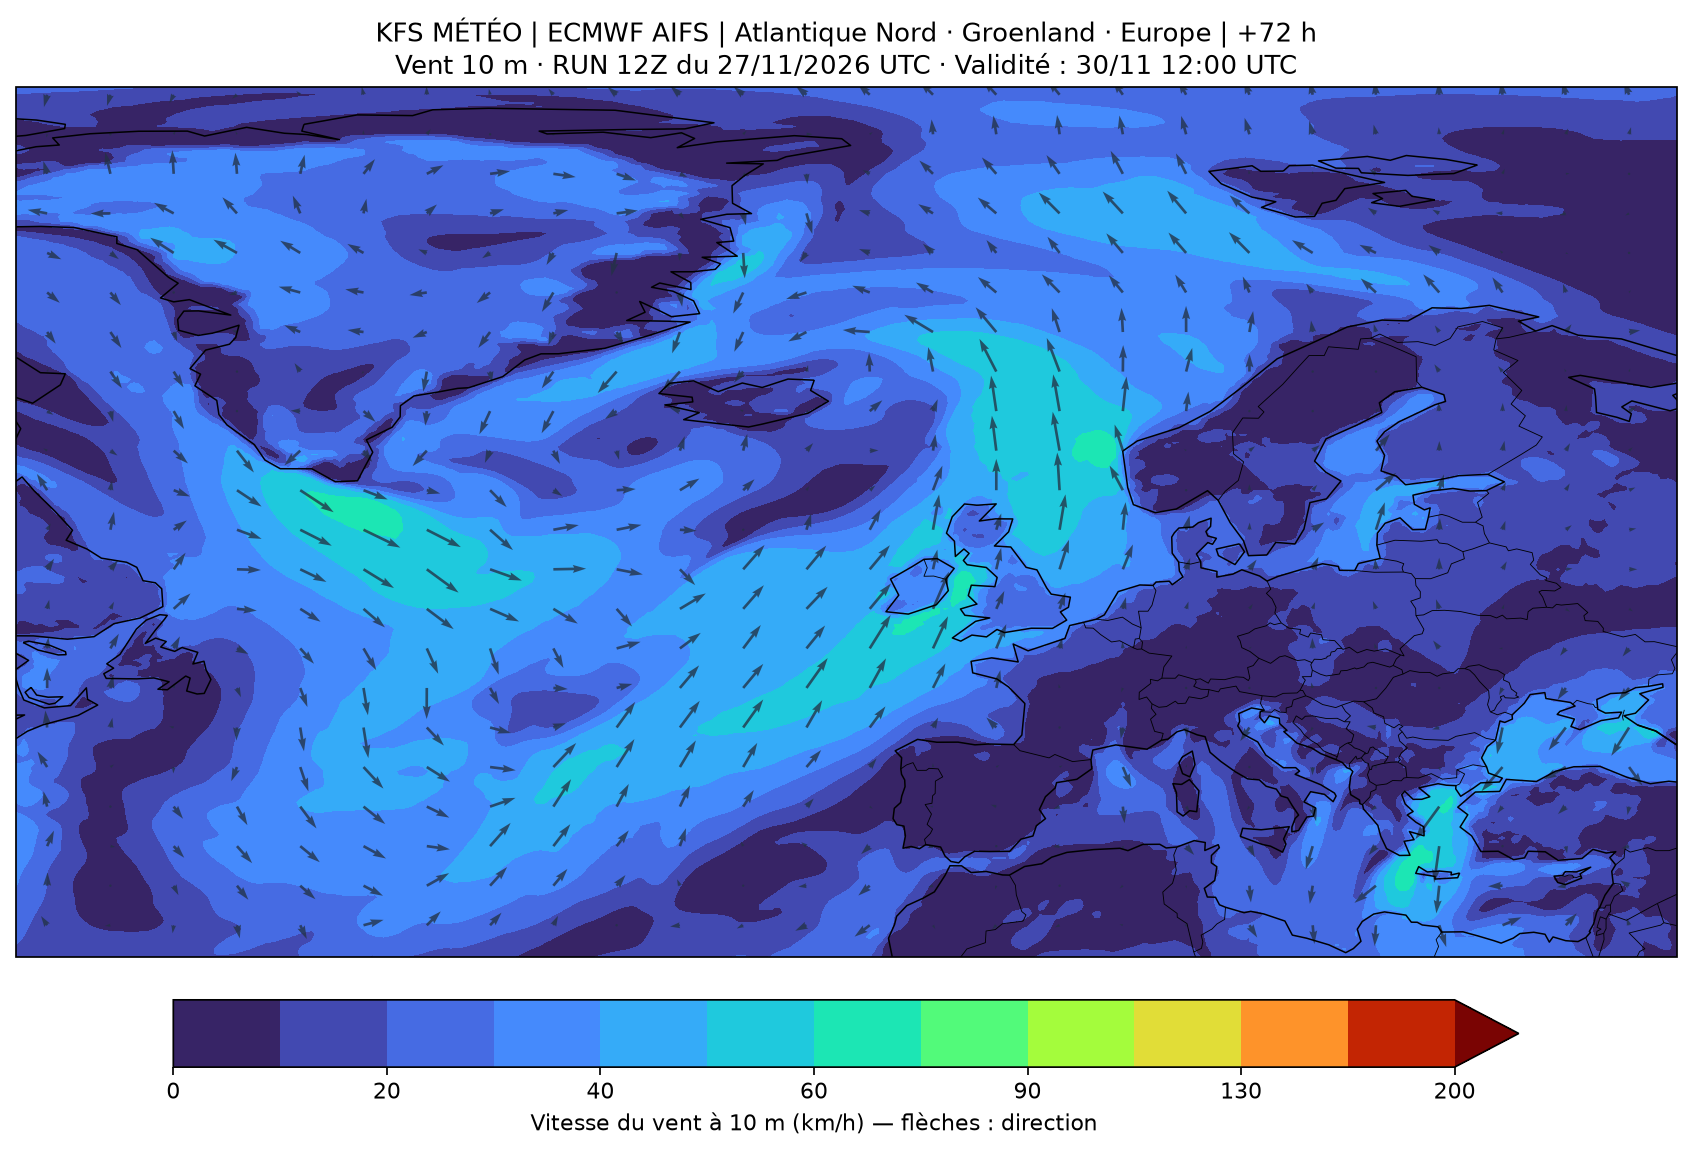 KFS MÉTÉO | ECMWF AIFS | Atlantique Nord · Groenland · Europe | +72 h
Vent 10 m · RUN 12Z du 27/11/2026 UTC · Validité : 30/11 12:00 UTC
0 20 40 60 90 130 200
Vitesse du vent à 10 m (km/h) — flèches : direction